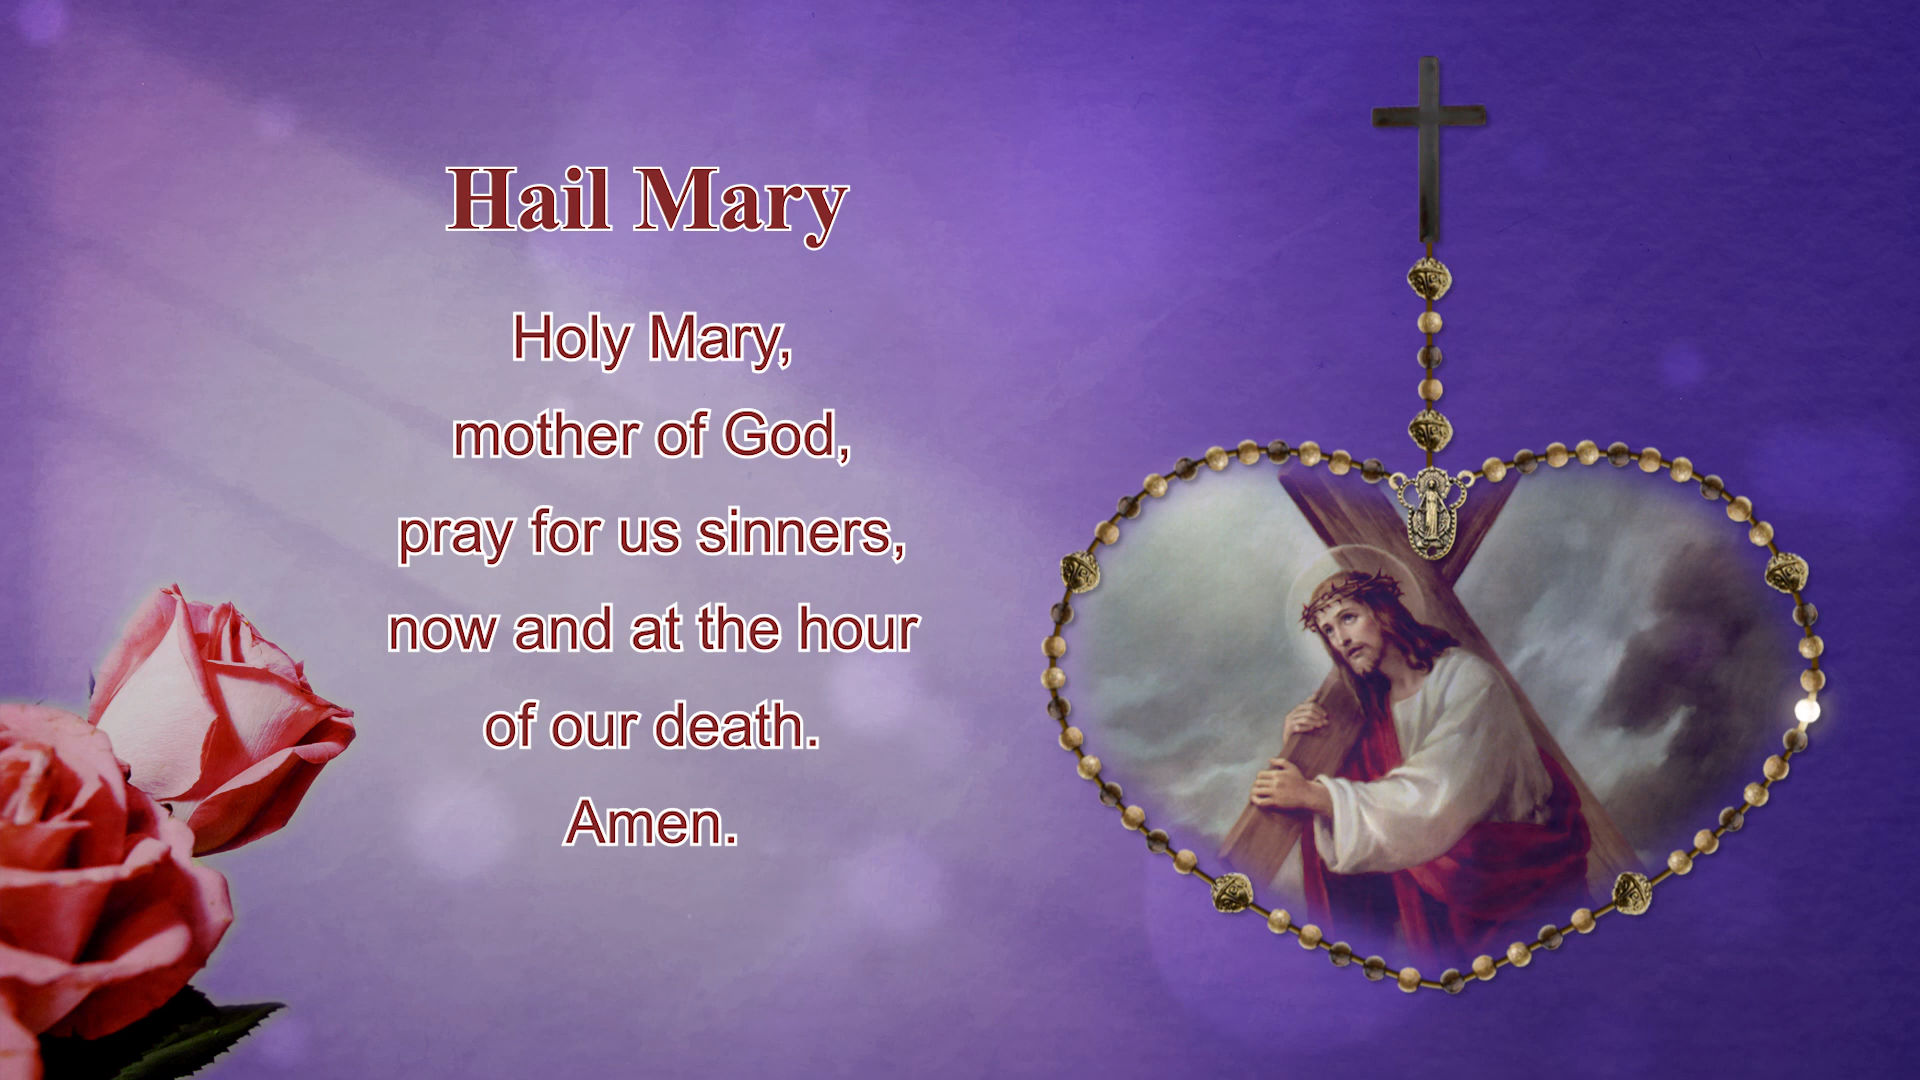 Hail Mary
Holy Mary,
mother of God,
pray for us sinners,
now and at the hour
of our death.
Amen.